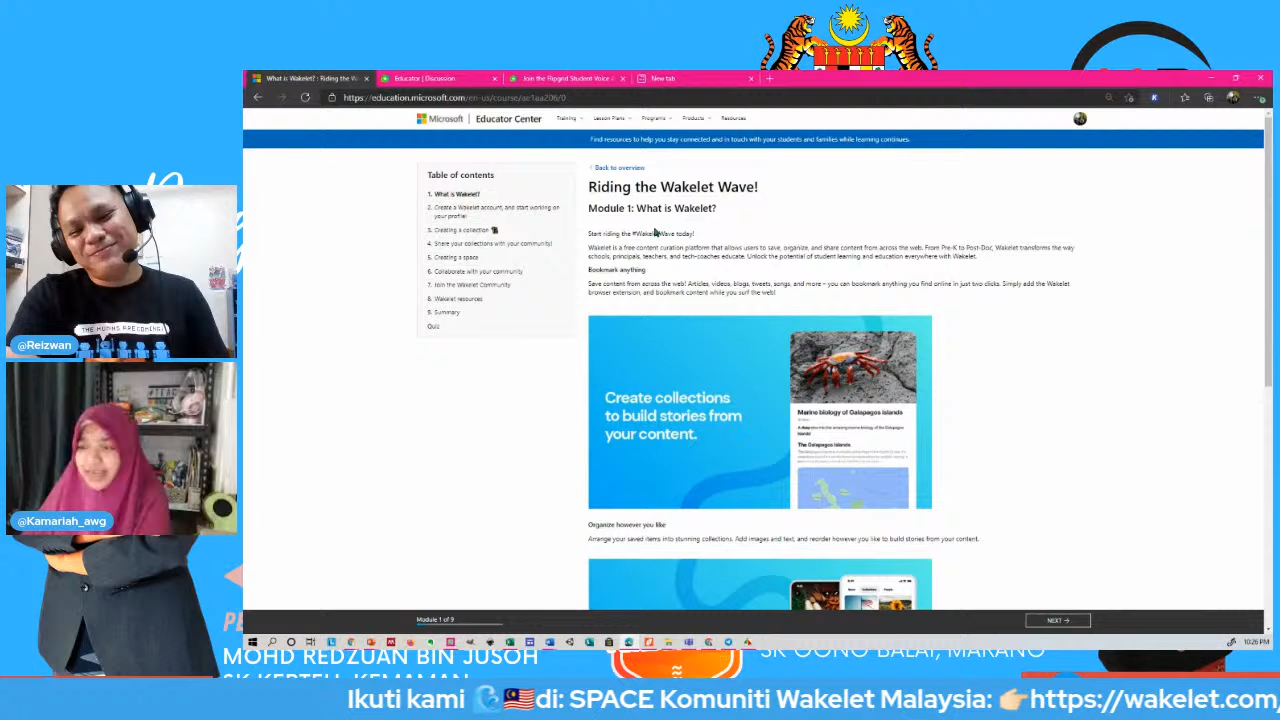 What is Wakelet? : Riding the Wa
Educator | Discussion
Join the Flipgrid Student Voice
New tab
https://education.microsoft.com/en-us/course/ae1aa206/0
Microsoft | Educator Center
Training
Lesson Plans
Programs
Products
Resources
Find resources to help you stay connected and in touch with your students and families while learning continues.
Table of contents
1. What is Wakelet?
2. Create a Wakelet account, and start working on
your profile!
3. Creating a collection
4. Share your collections with your community!
5. Creating a space
6. Collaborate with your community
7. Join the Wakelet Community
8. Wakelet resources
9. Summary
Quiz
Back to overview
Riding the Wakelet Wave!
Module 1: What is Wakelet?
Start riding the #WakeletWave today!
Wakelet is a free content curation platform that allows users to save, organize, and share content from across the web. From Pre-K to Post-Doc, Wakelet transforms the way
schools, principals, teachers, and tech-coaches educate. Unlock the potential of student learning and education everywhere with Wakelet.
Bookmark anything
Save content from across the web! Articles, videos, blogs, tweets, songs, and more – you can bookmark anything you find online in just two clicks. Simply add the Wakelet
browser extension, and bookmark content while you surf the web!
Create collections
to build stories from
your content.
Marine biology of Galapagos islands
The Galapagos Islands
Organize however you like
Arrange your saved items into stunning collections. Add images and text, and reorder however you like to build stories from your content.
Module 1 of 9
NEXT →
10:26 PM
THE HUMNS PRECOMING!
@Reizwan
@Kamariah_awg
MOHD REDZUAN BIN JUSOH
SK KERTEH, KEMAMAN
Ikuti kami 🌊🇲🇾di: SPACE Komuniti Wakelet Malaysia: 👉🏻https://wakelet.com/